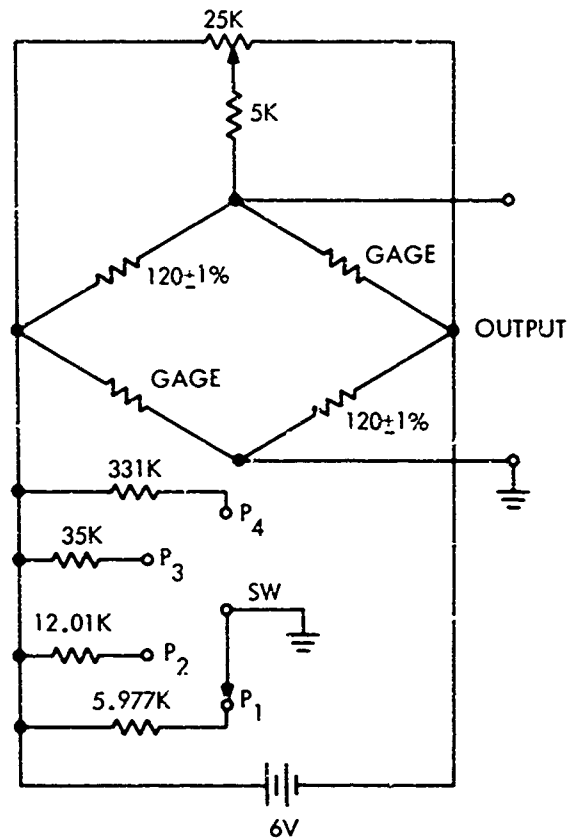 25K
5K
120±1%
GAGE
OUTPUT
GAGE
120±1%
331K
P4
35K
P3
SW
12.01K
P2
5.977K
P1
6V